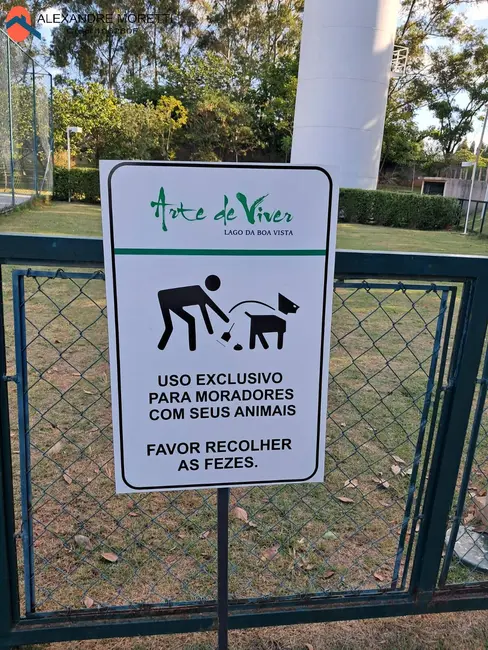 ALEXANDRE MORETTI
Arte de Viver
LAGO DA BOA VISTA
USO EXCLUSIVO
PARA MORADORES
COM SEUS ANIMAIS
FAVOR RECOLHER
AS FEZES.